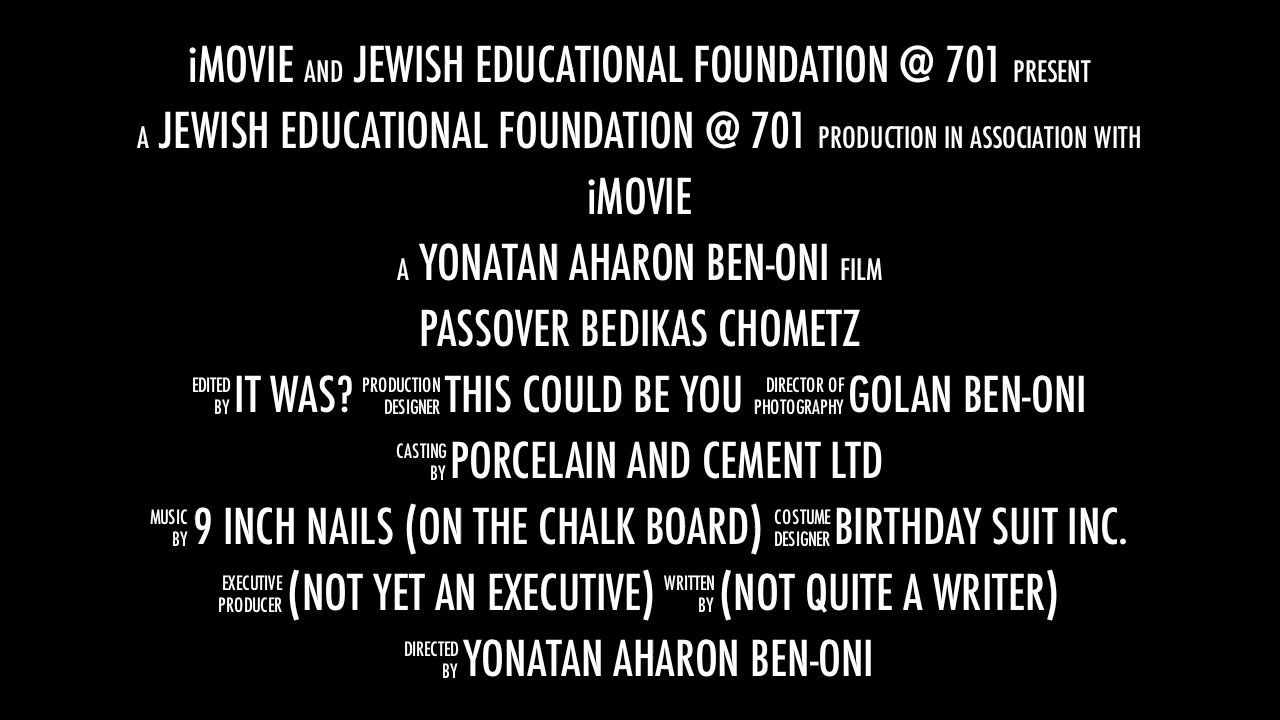 iMOVIE AND JEWISH EDUCATIONAL FOUNDATION @ 701 PRESENT
A JEWISH EDUCATIONAL FOUNDATION @ 701 PRODUCTION IN ASSOCIATION WITH
iMOVIE
A YONATAN AHARON BEN-ONI FILM
PASSOVER BEDIKAS CHOMETZ
EDITED BY IT WAS? PRODUCTION DESIGNER THIS COULD BE YOU DIRECTOR OF PHOTOGRAPHY GOLAN BEN-ONI
CASTING BY PORCELAIN AND CEMENT LTD
MUSIC BY 9 INCH NAILS (ON THE CHALK BOARD) COSTUME DESIGNER BIRTHDAY SUIT INC.
EXECUTIVE PRODUCER (NOT YET AN EXECUTIVE) WRITTEN BY (NOT QUITE A WRITER)
DIRECTED BY YONATAN AHARON BEN-ONI